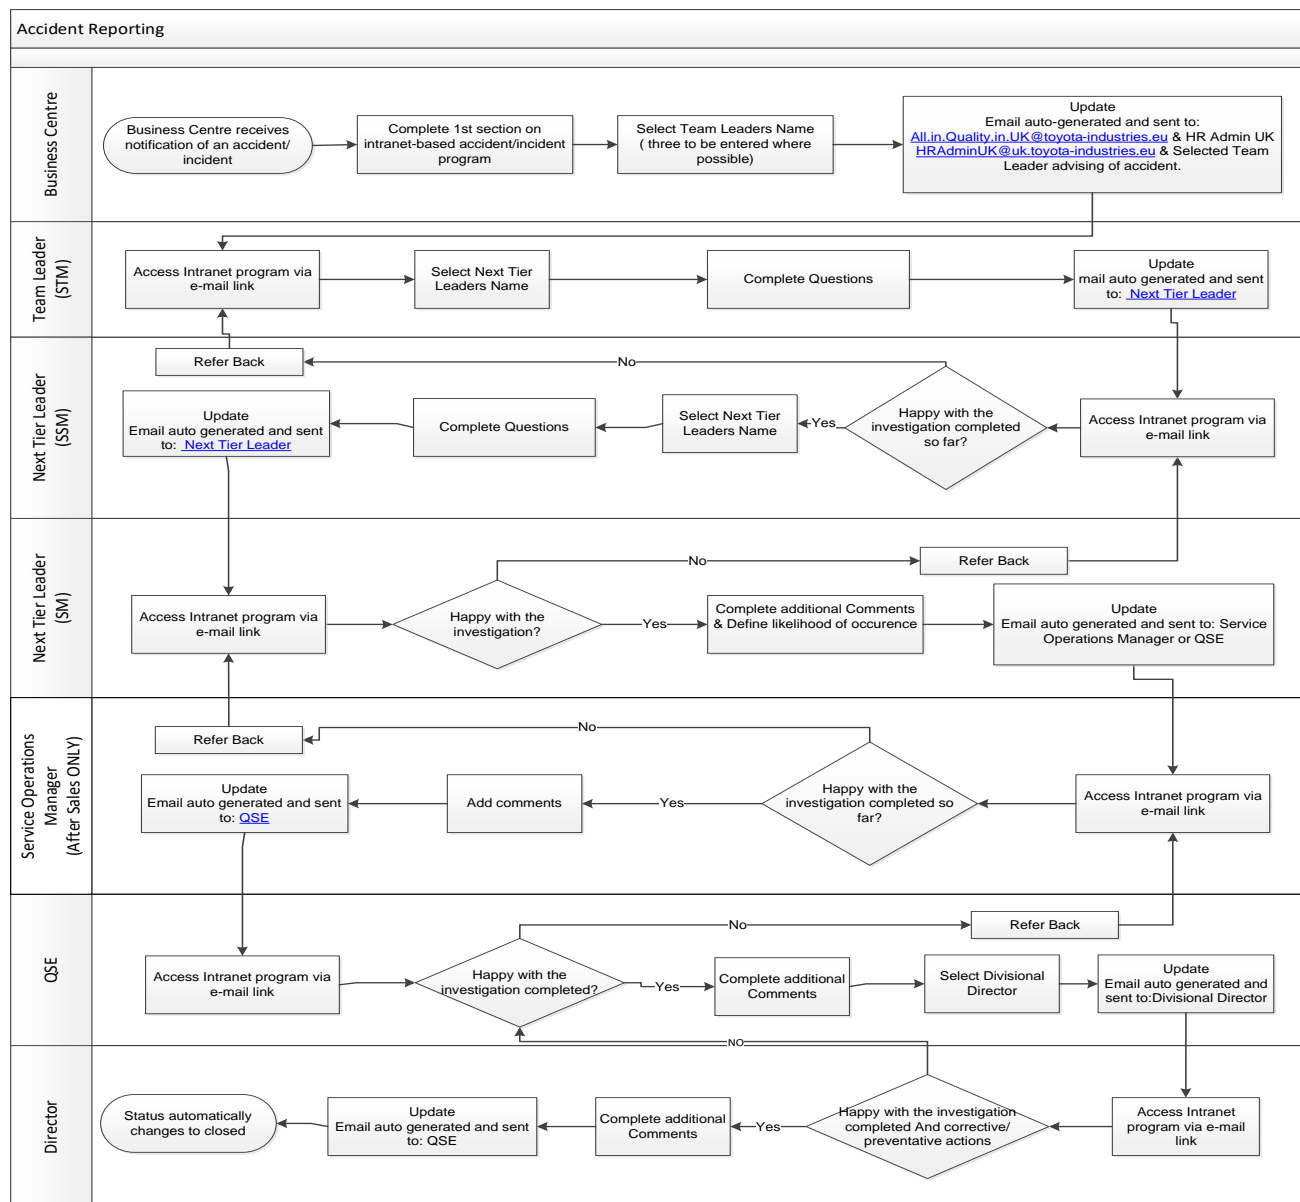 Accident Reporting
Business Centre
Business Centre receives
notification of an accident/
incident
Complete 1st section on
intranet-based accident/incident
program
Select Team Leaders Name
( three to be entered where
possible)
Update
Email auto-generated and sent to:
All.in.Quality.in.UK@toyota-industries.eu & HR Admin UK
HRAdminUK@uk.toyota-industries.eu & Selected Team
Leader advising of accident.
Team Leader
(STM)
Access Intranet program via
e-mail link
Select Next Tier
Leaders Name
Complete Questions
Update
mail auto generated and sent
to: Next Tier Leader
Next Tier Leader
(SSM)
Refer Back
No
Update
Email auto generated and sent
to: Next Tier Leader
Complete Questions
Select Next Tier
Leaders Name
Yes
Happy with the
investigation completed
so far?
Access Intranet program via
e-mail link
Next Tier Leader
(SM)
No
Refer Back
Access Intranet program via
e-mail link
Happy with the
investigation?
Yes
Complete additional Comments
& Define likelihood of occurence
Update
Email auto generated and sent to: Service
Operations Manager or QSE
Service Operations
Manager
(After Sales ONLY)
Refer Back
No
Update
Email auto generated and sent
to: QSE
Add comments
Yes
Happy with the
investigation completed so
far?
Access Intranet program via
e-mail link
QSE
No
Refer Back
Access Intranet program via
e-mail link
Happy with the
investigation completed?
Yes
Complete additional
Comments
Select Divisional
Director
Update
Email auto generated and
sent to:Divisional Director
Director
NO
Status automatically
changes to closed
Update
Email auto generated and sent
to: QSE
Complete additional
Comments
Yes
Happy with the investigation
completed And corrective/
preventative actions
Access Intranet
program via e-mail
link